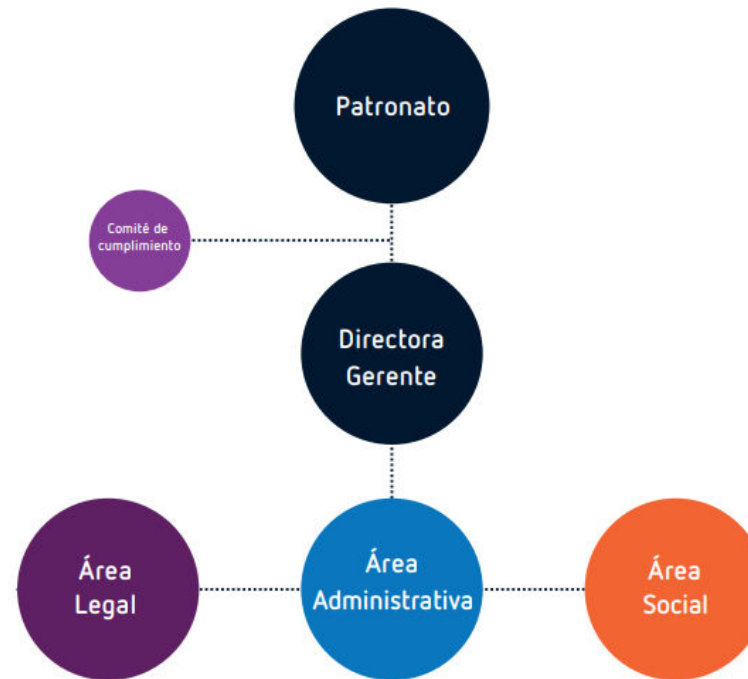 Patronato
Comité de
cumplimiento
Directora
Gerente
Área
Legal
Área
Administrativa
Área
Social